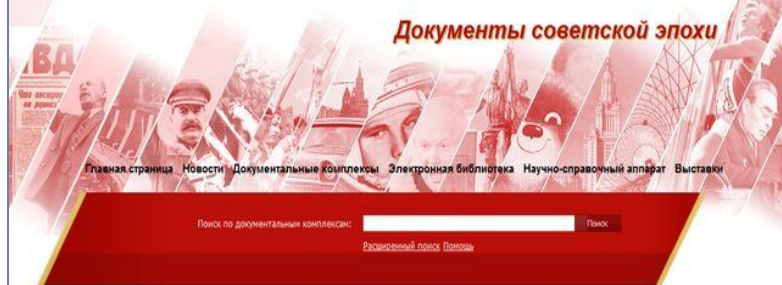 Документы советской эпохи
Главная страница Новости Документальные комплексы Электронная библиотека Научно-справочный аппарат Выставки
Поиск по документальным комплексам:
Поиск
Расширенный поиск Помощь